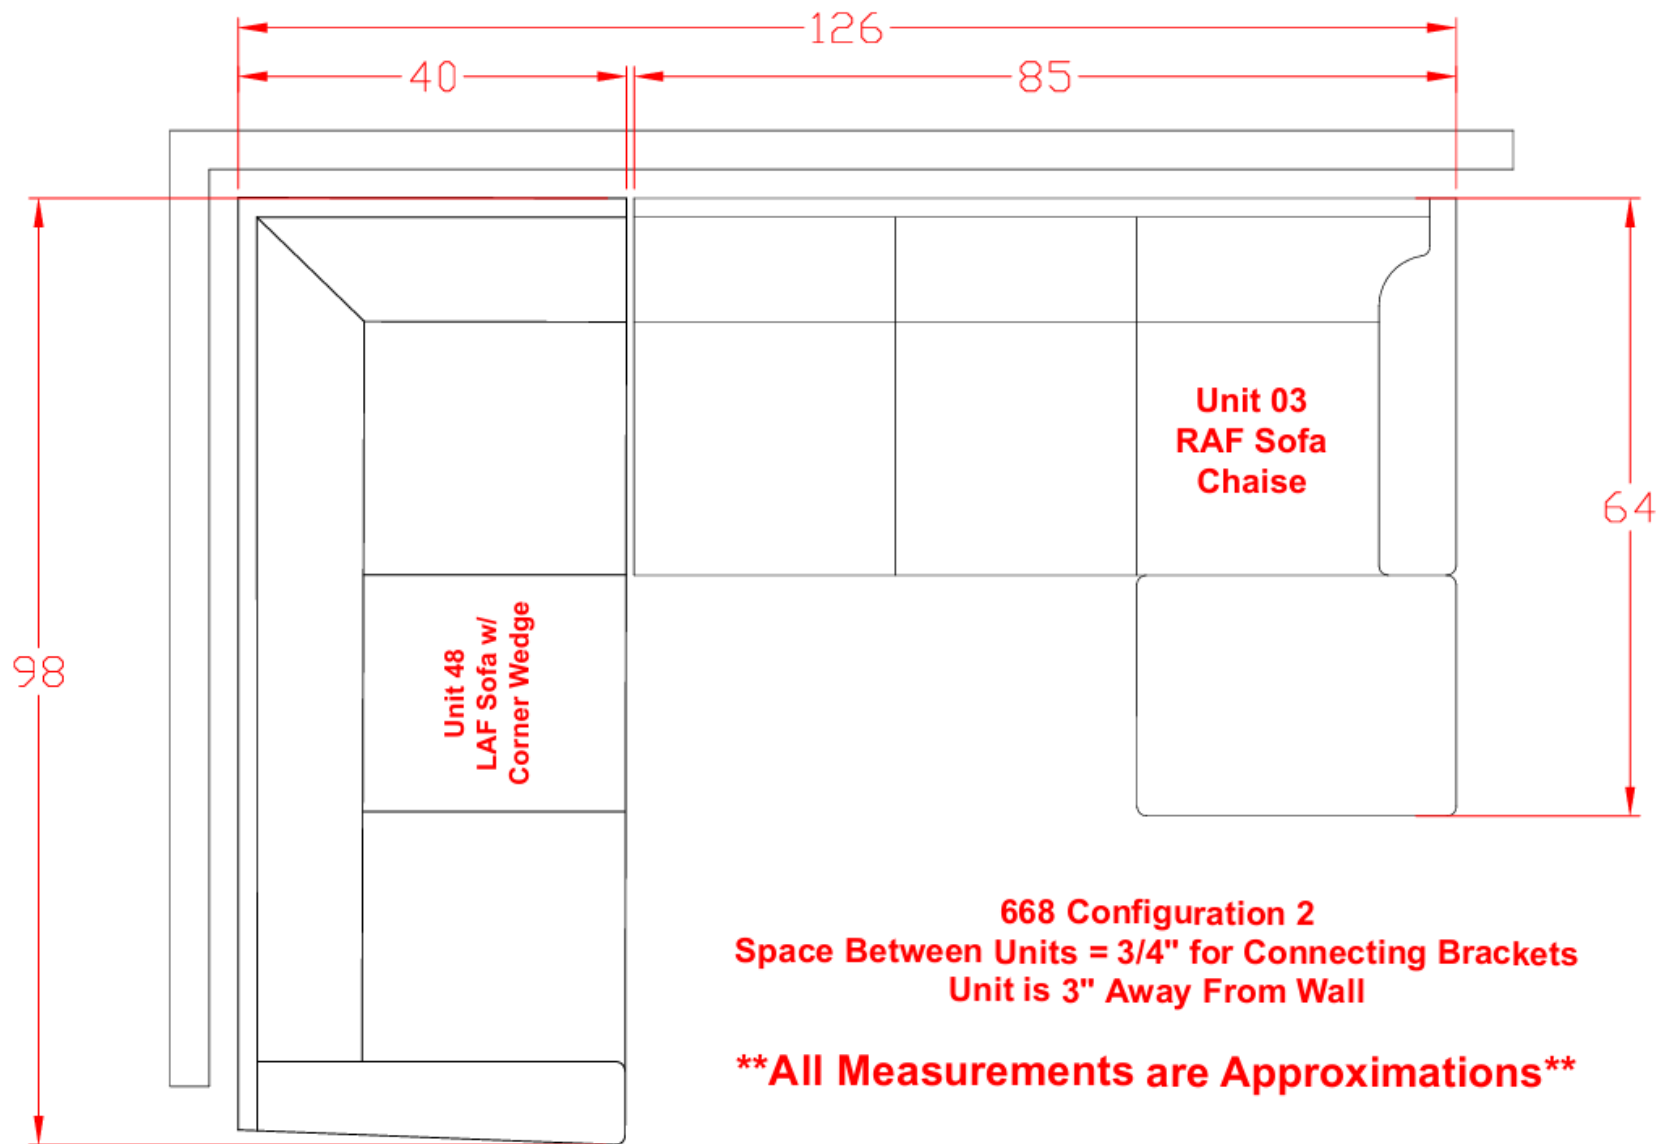 126
40
85
98
64
Unit 03
RAF Sofa
Chaise
Unit 48
LAF Sofa w/
Corner Wedge
668 Configuration 2
Space Between Units = 3/4" for Connecting Brackets
Unit is 3" Away From Wall
**All Measurements are Approximations**